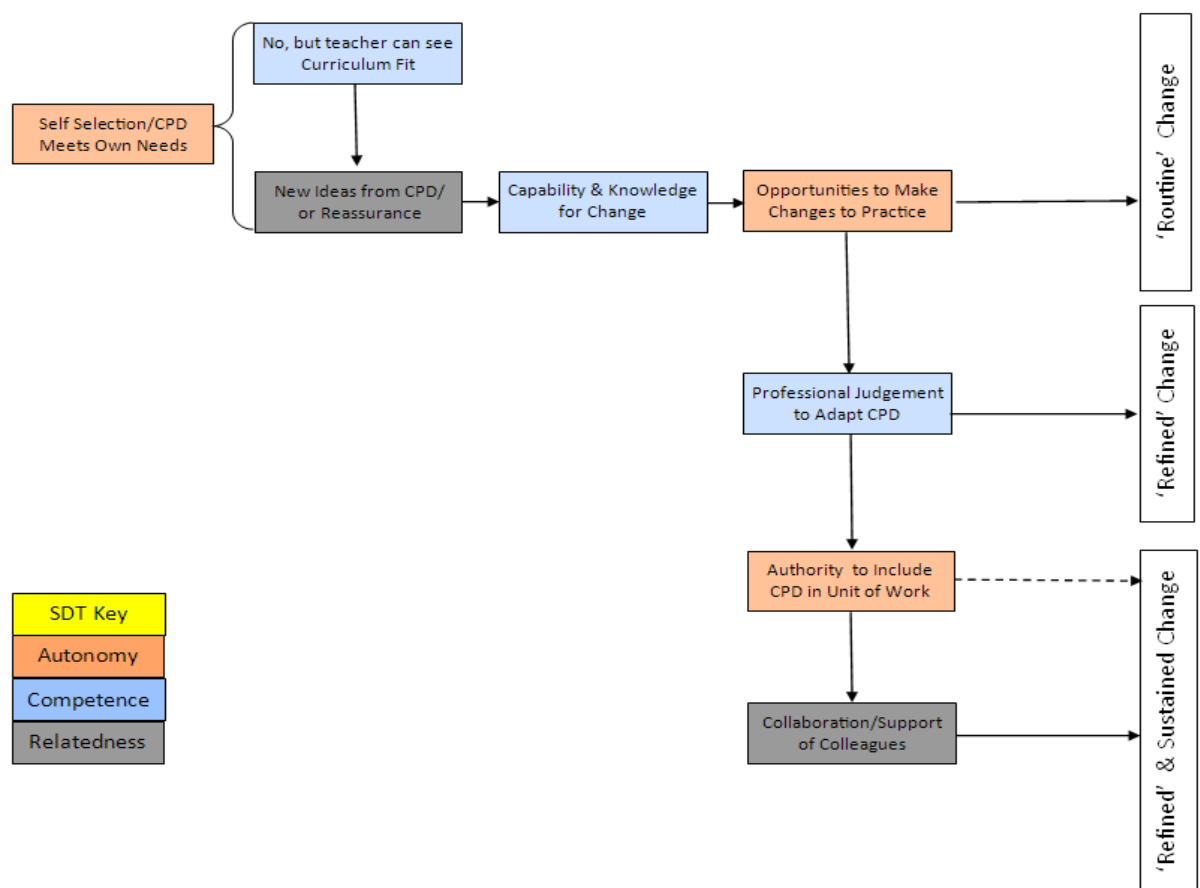 No, but teacher can see
Curriculum Fit
Self Selection/CPD
Meets Own Needs
New Ideas from CPD/
or Reassurance
Capability & Knowledge
for Change
Opportunities to Make
Changes to Practice
‘Routine’ Change
Professional Judgement
to Adapt CPD
‘Refined’ Change
Authority to Include
CPD in Unit of Work
Collaboration/Support
of Colleagues
‘Refined’ & Sustained Change
SDT Key
Autonomy
Competence
Relatedness